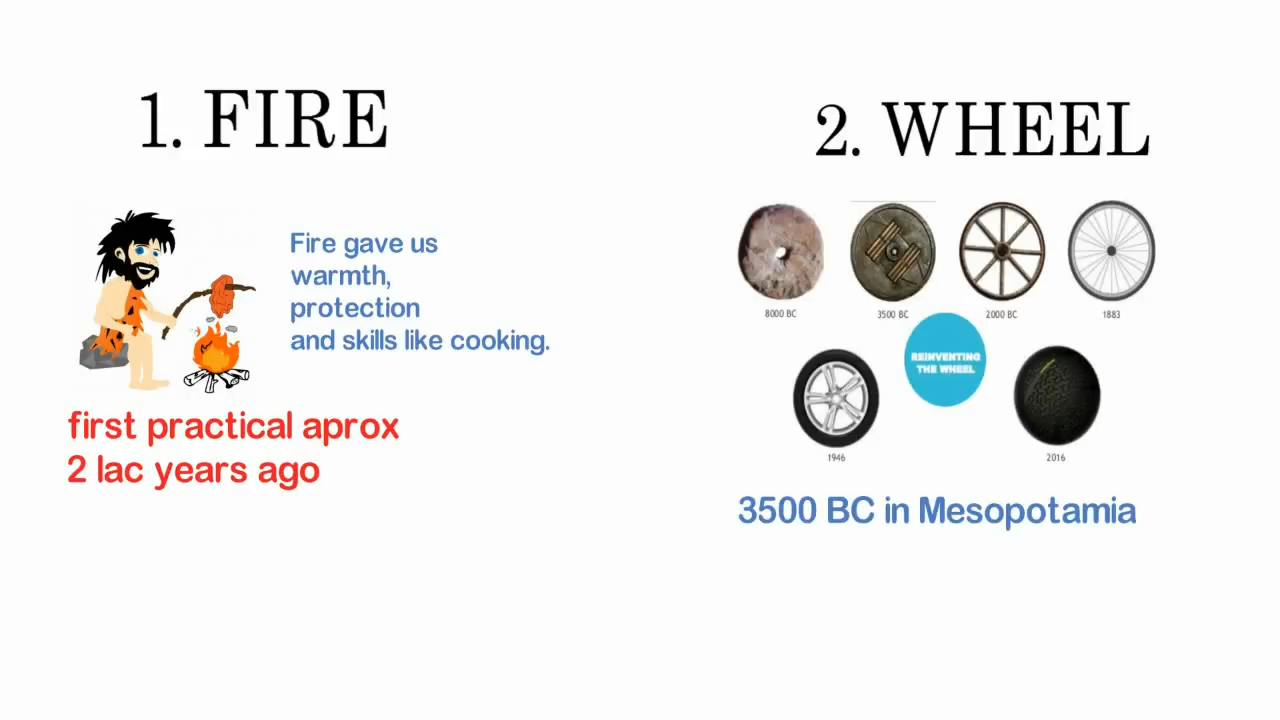 1. FIRE
Fire gave us
warmth,
protection
and skills like cooking.
first practical aprox
2 lac years ago
2. WHEEL
8000 BC
3500 BC
2000 BC
1883
REINVENTING
THE WHEEL
1946
2016
3500 BC in Mesopotamia